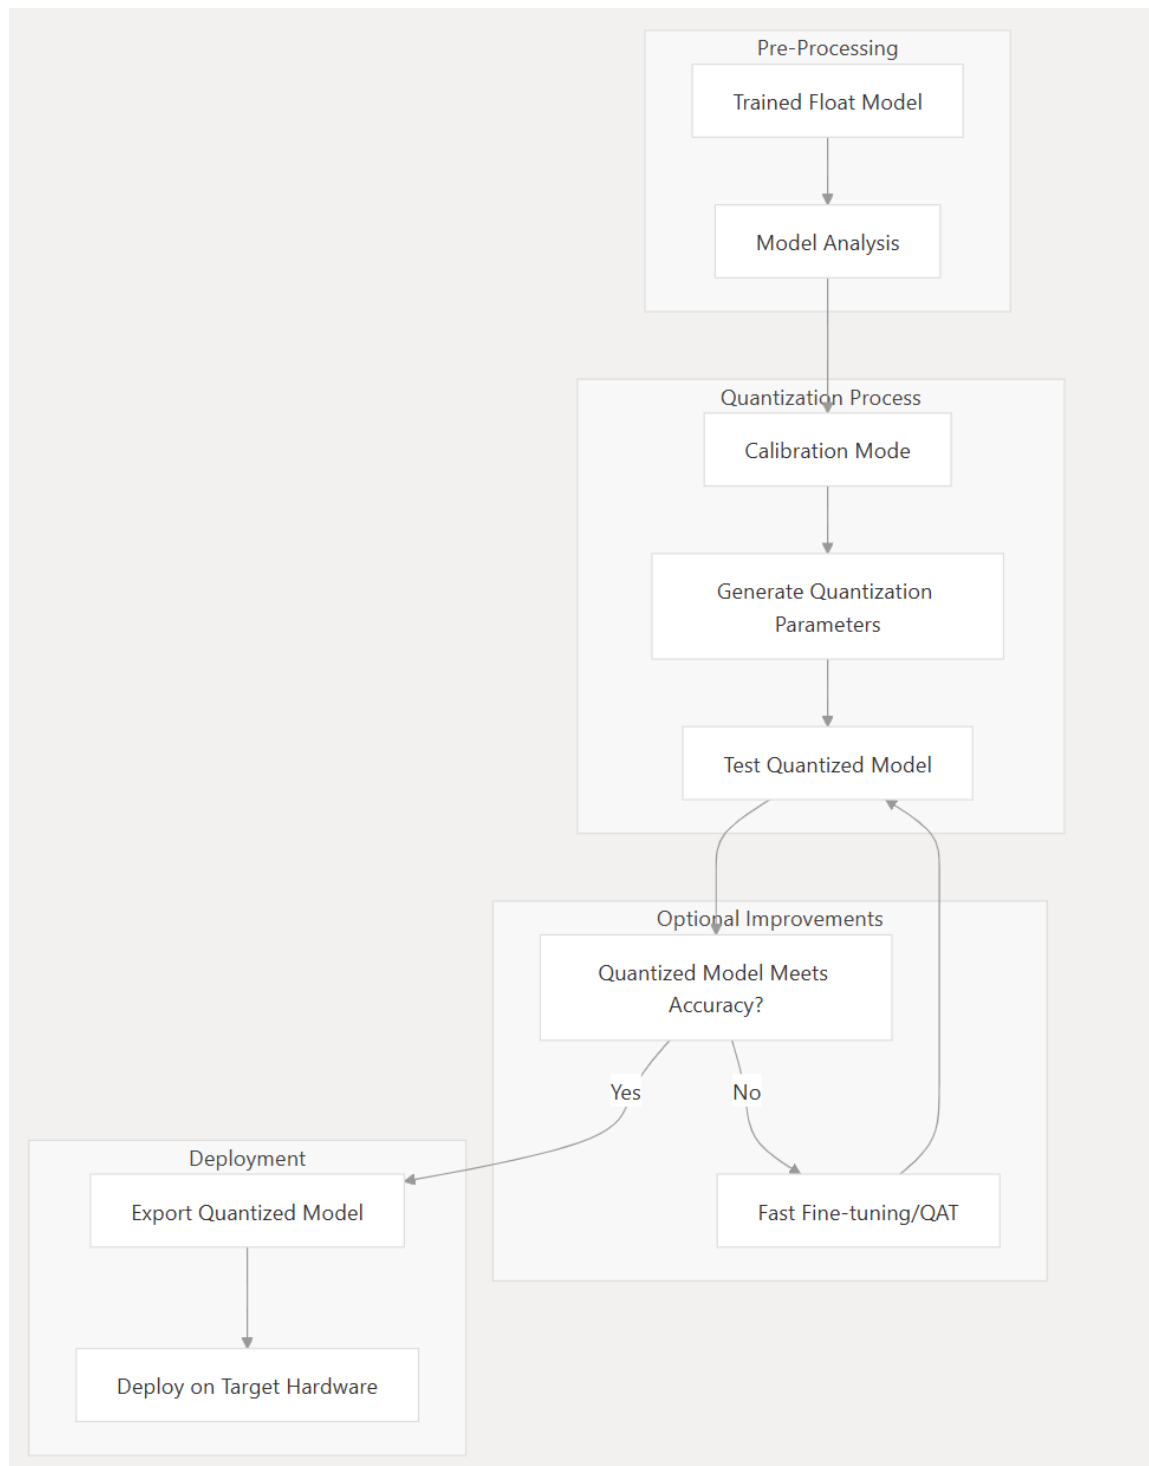 Pre-Processing
Trained Float Model
Model Analysis
Quantization Process
Calibration Mode
Generate Quantization
Parameters
Test Quantized Model
Optional Improvements
Quantized Model Meets
Accuracy?
Yes
No
Deployment
Export Quantized Model
Fast Fine-tuning/QAT
Deploy on Target Hardware